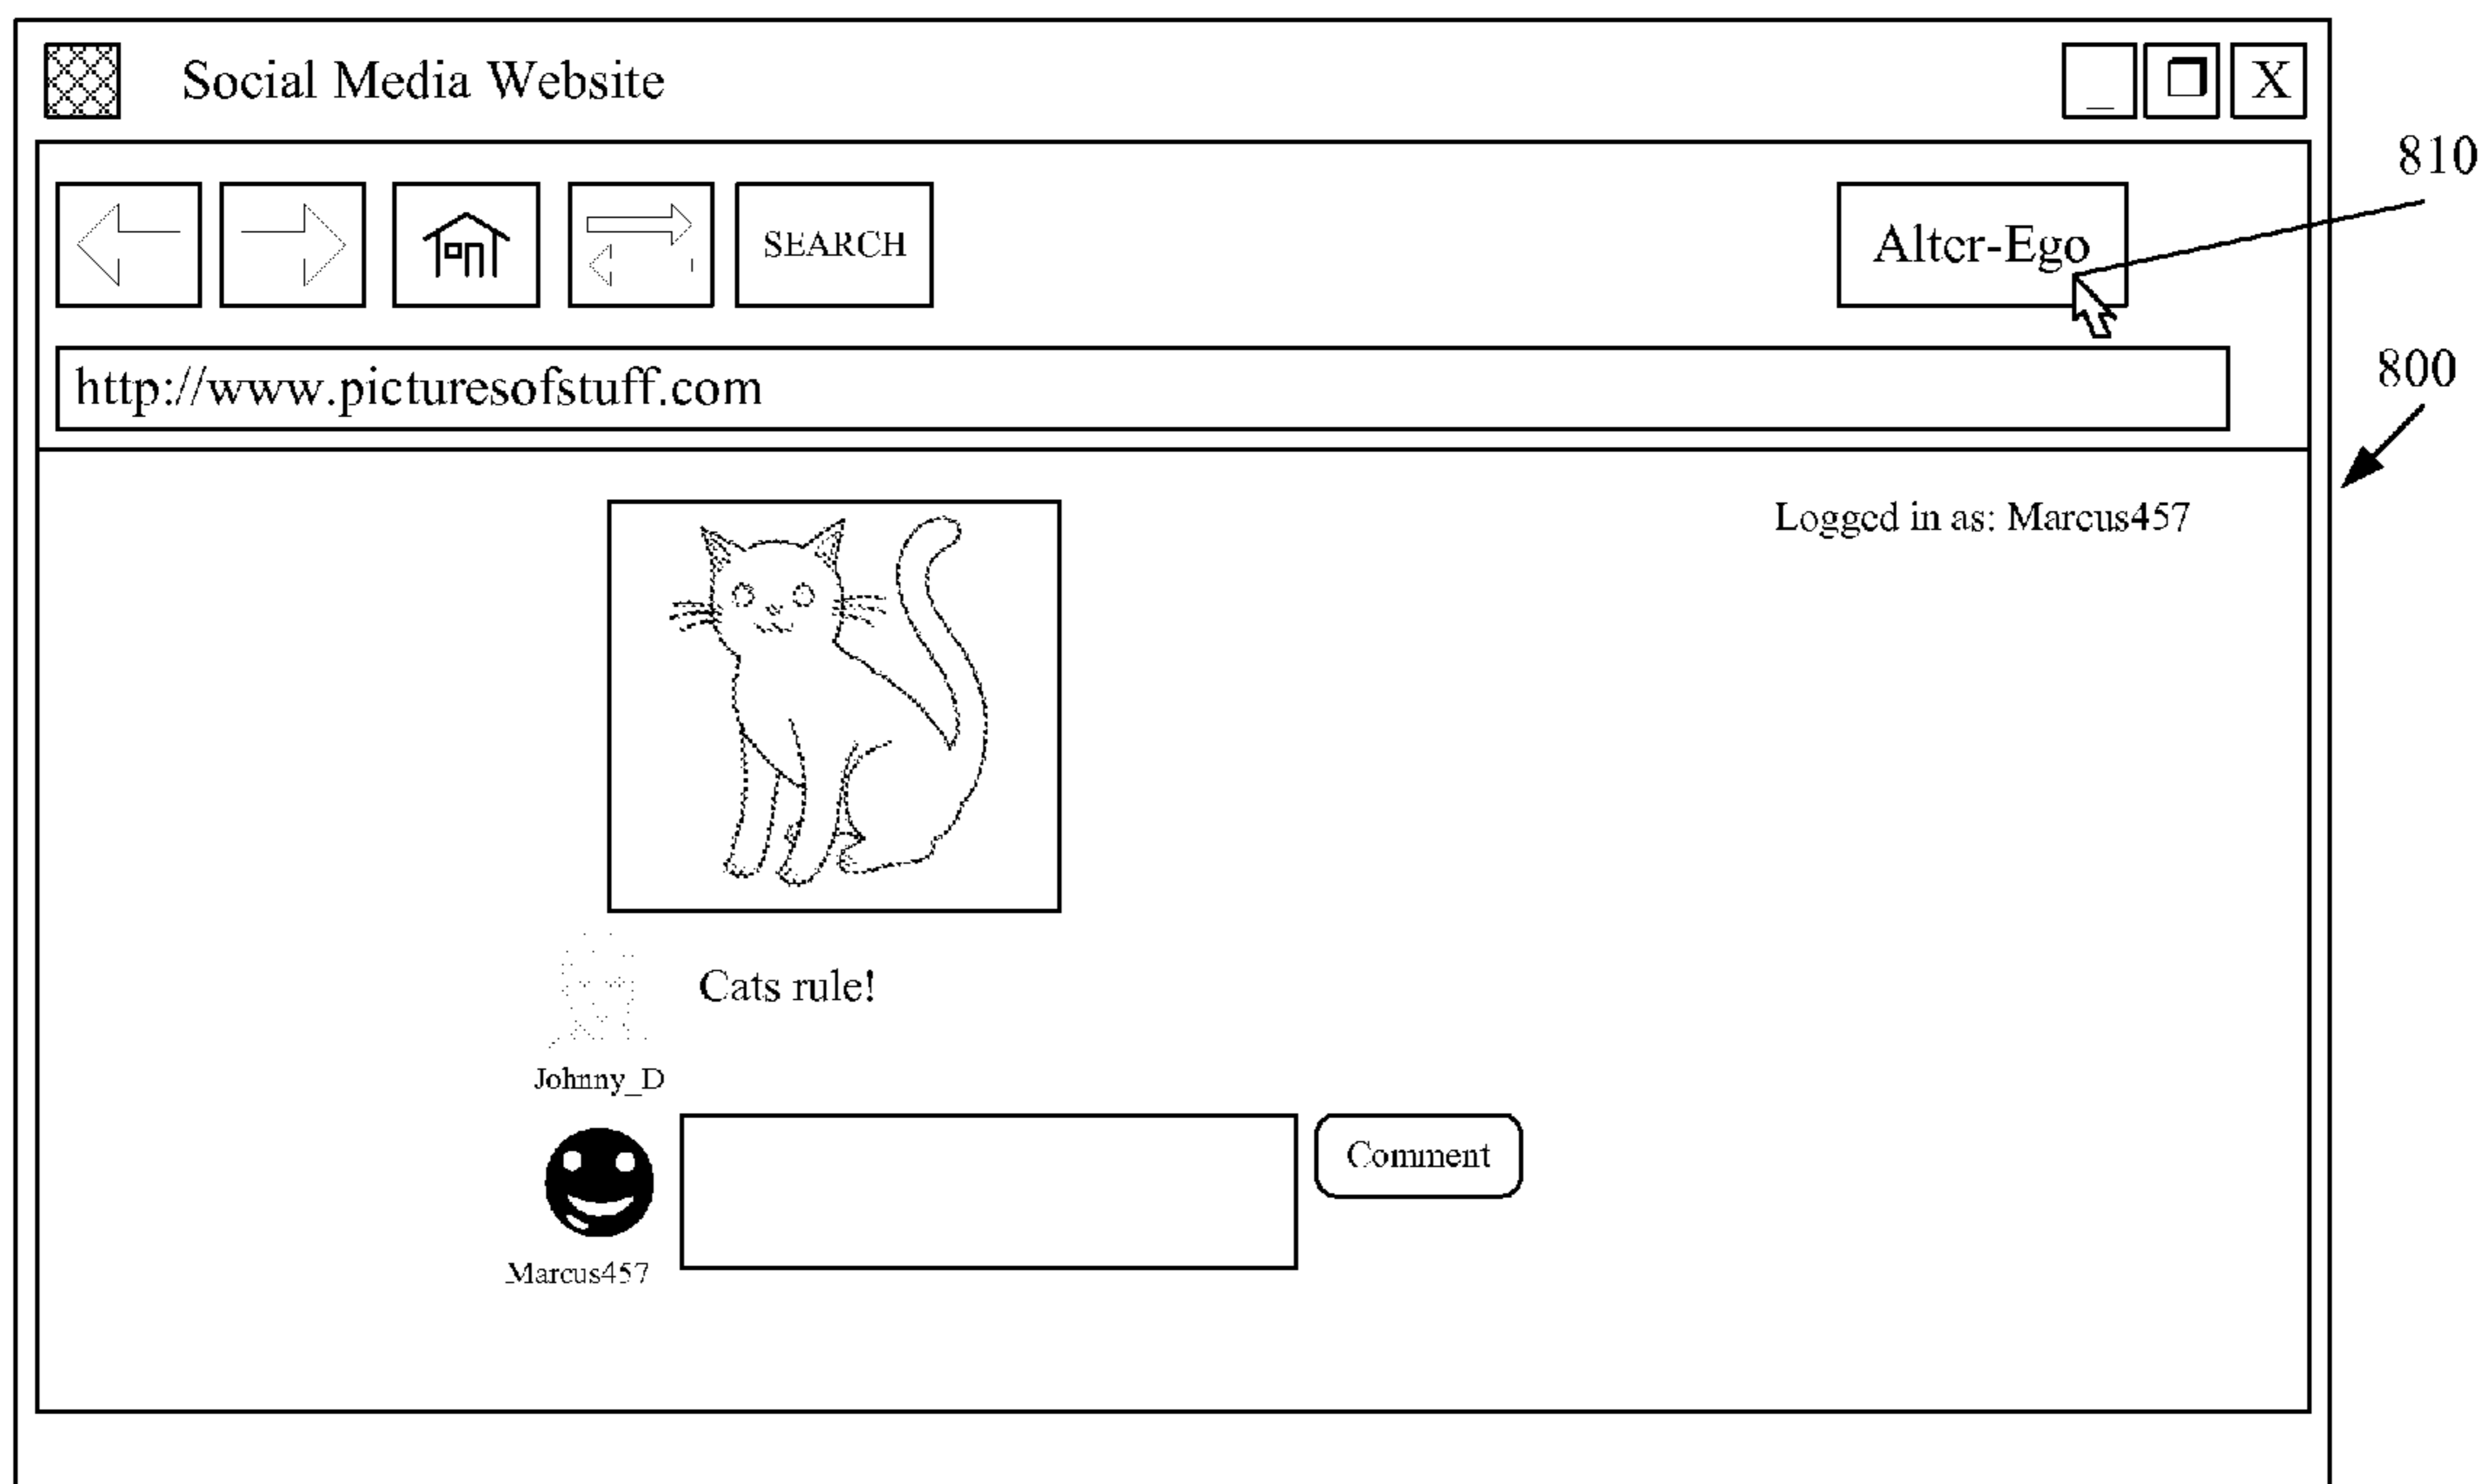 Social Media Website
_ X
810
SEARCH
Alter-Ego
http://www.picturesofstuff.com
800
Logged in as: Marcus457
Cats rule!
Johnny_D
Comment
Marcus457